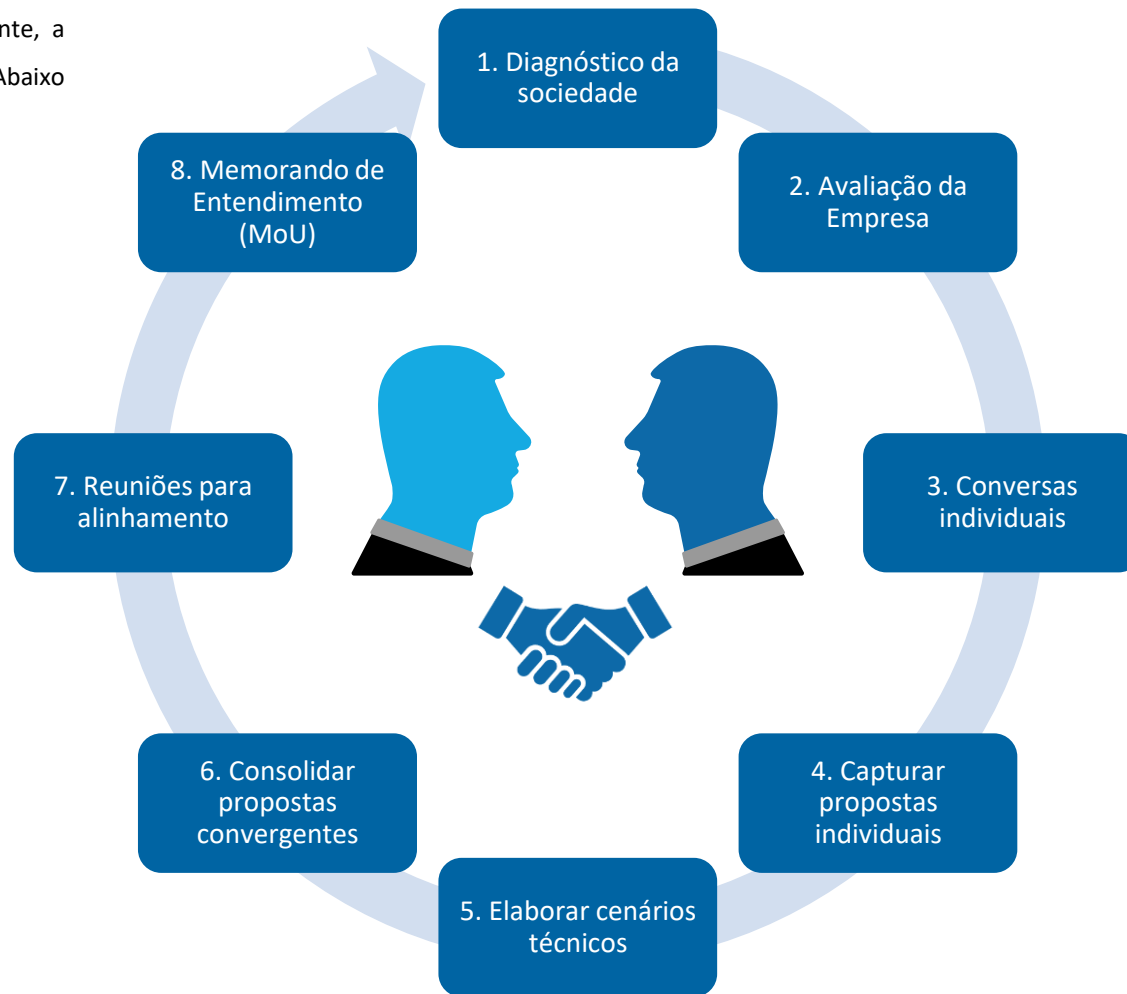 nte, a
Abaixo
1. Diagnóstico da
sociedade
2. Avaliação da
Empresa
3. Conversas
individuais
4. Capturar
propostas
individuais
5. Elaborar cenários
técnicos
6. Consolidar
propostas
convergentes
7. Reuniões para
alinhamento
8. Memorando de
Entendimento
(MoU)